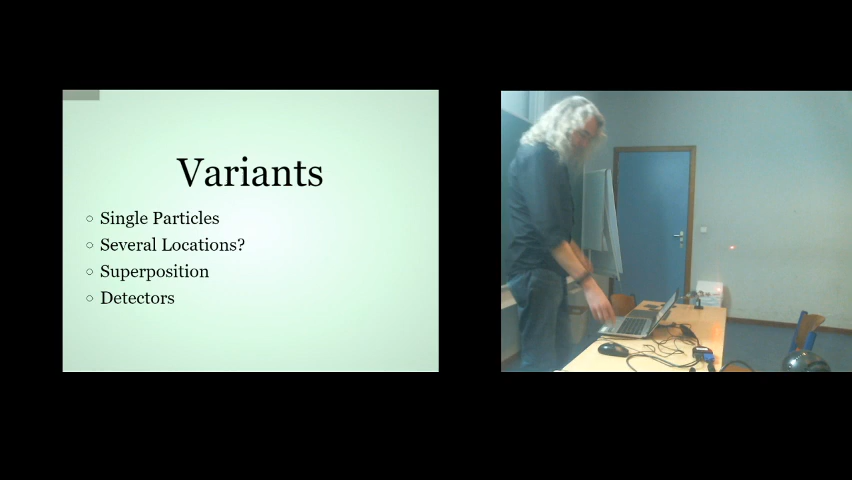 Variants
Single Particles
Several Locations?
Superposition
Detectors